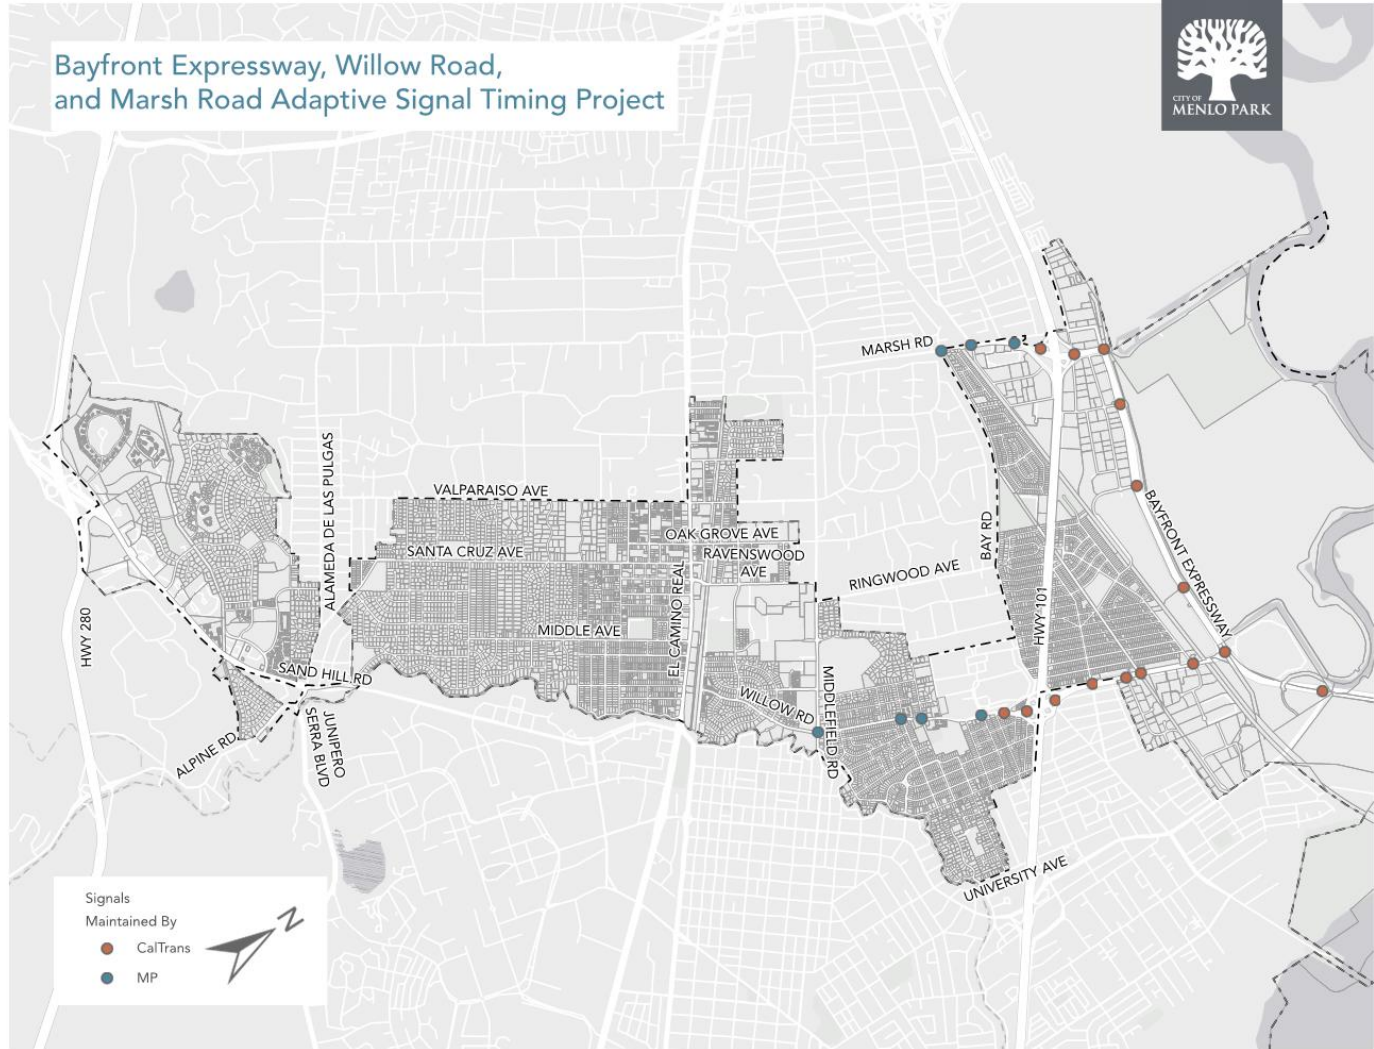 Bayfront Expressway, Willow Road,
and Marsh Road Adaptive Signal Timing Project
CITY OF
MENLO PARK
MARSH RD
ALAMEDA DE LAS PULGAS
VALPARAISO AVE
SANTA CRUZ AVE
OAK GROVE AVE
RAVENSWOOD
AVE
BAY RD
BAYFRONT EXPRESSWAY
RINGWOOD AVE
HWY 280
HWY 101
EL CAMINO REAL
MIDDLE AVE
SAND HILL RD
WILLOW RD
MIDDLEFIELD RD
ALPINE RD
JUNIPERO
SERRA BLVD
UNIVERSITY AVE
Signals
Maintained By
CalTrans
MP
N